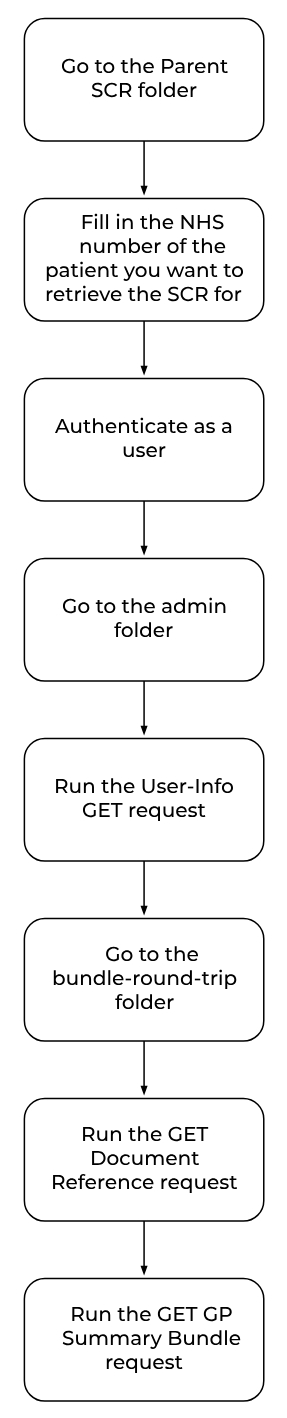 Go to the Parent
SCR folder
Fill in the NHS
number of the
patient you want to
retrieve the SCR for
Authenticate as a
user
Go to the admin
folder
Run the User-Info
GET request
Go to the
bundle-round-trip
folder
Run the GET
Document
Reference request
Run the GET GP
Summary Bundle
request